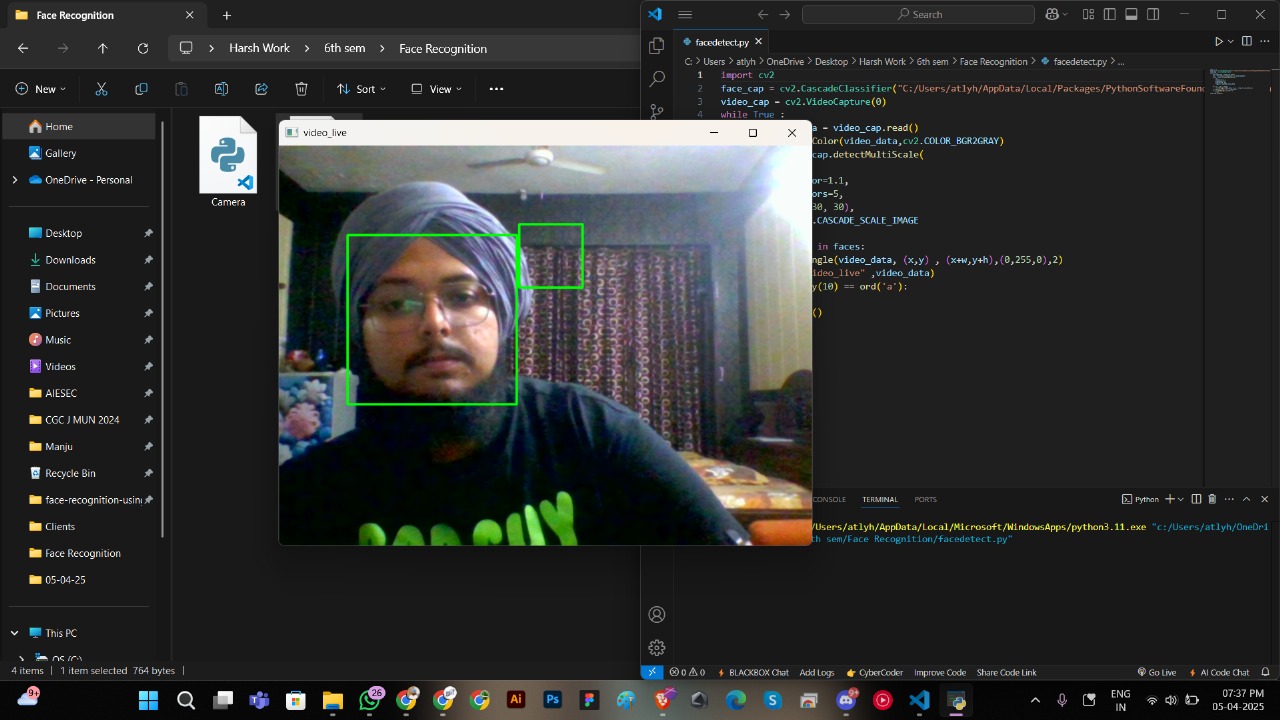 Face Recognition
Harsh Work
6th sem
Face Recognition
New
Sort
View
Home
Gallery
OneDrive - Personal
Desktop
Downloads
Documents
Pictures
Music
Videos
AIESEC
CGC J MUN 2024
Manju
Recycle Bin
face-recognition-usin
Clients
Face Recognition
05-04-25
This PC
OS (C:)
4 items
1 item selected 764 bytes
Camera
video_live
Search
facedetect.py
C: > Users > atlyh > OneDrive > Desktop > Harsh Work > 6th sem > Face Recognition > facedetect.py > ...
1 import cv2
2 face_cap = cv2.CascadeClassifier("C:/Users/atlyh/AppData/Local/Packages/PythonSoftwareFound
3 video_cap = cv2.VideoCapture(0)
4 while True :
a = video_cap.read()
Color(video_data,cv2.COLOR_BGR2GRAY)
cap.detectMultiScale(
or=1.1,
ors=5,
30, 30),
.CASCADE_SCALE_IMAGE
in faces:
ngle(video_data, (x,y) , (x+w,y+h),(0,255,0),2)
ideo_live" ,video_data)
y(10) == ord('a'):
()
CONSOLE TERMINAL PORTS
Python
/Users/atlyh/AppData/Local/Microsoft/WindowsApps/python3.11.exe "c:/Users/atlyh/OneDri
th sem/Face Recognition/facedetect.py"
0 0 BLACKBOX Chat Add Logs CyberCoder Improve Code Share Code Link Go Live AI Code Chat
9+
26
Ai
Ps
S
9+
ENG
IN
07:37 PM
05-04-2025